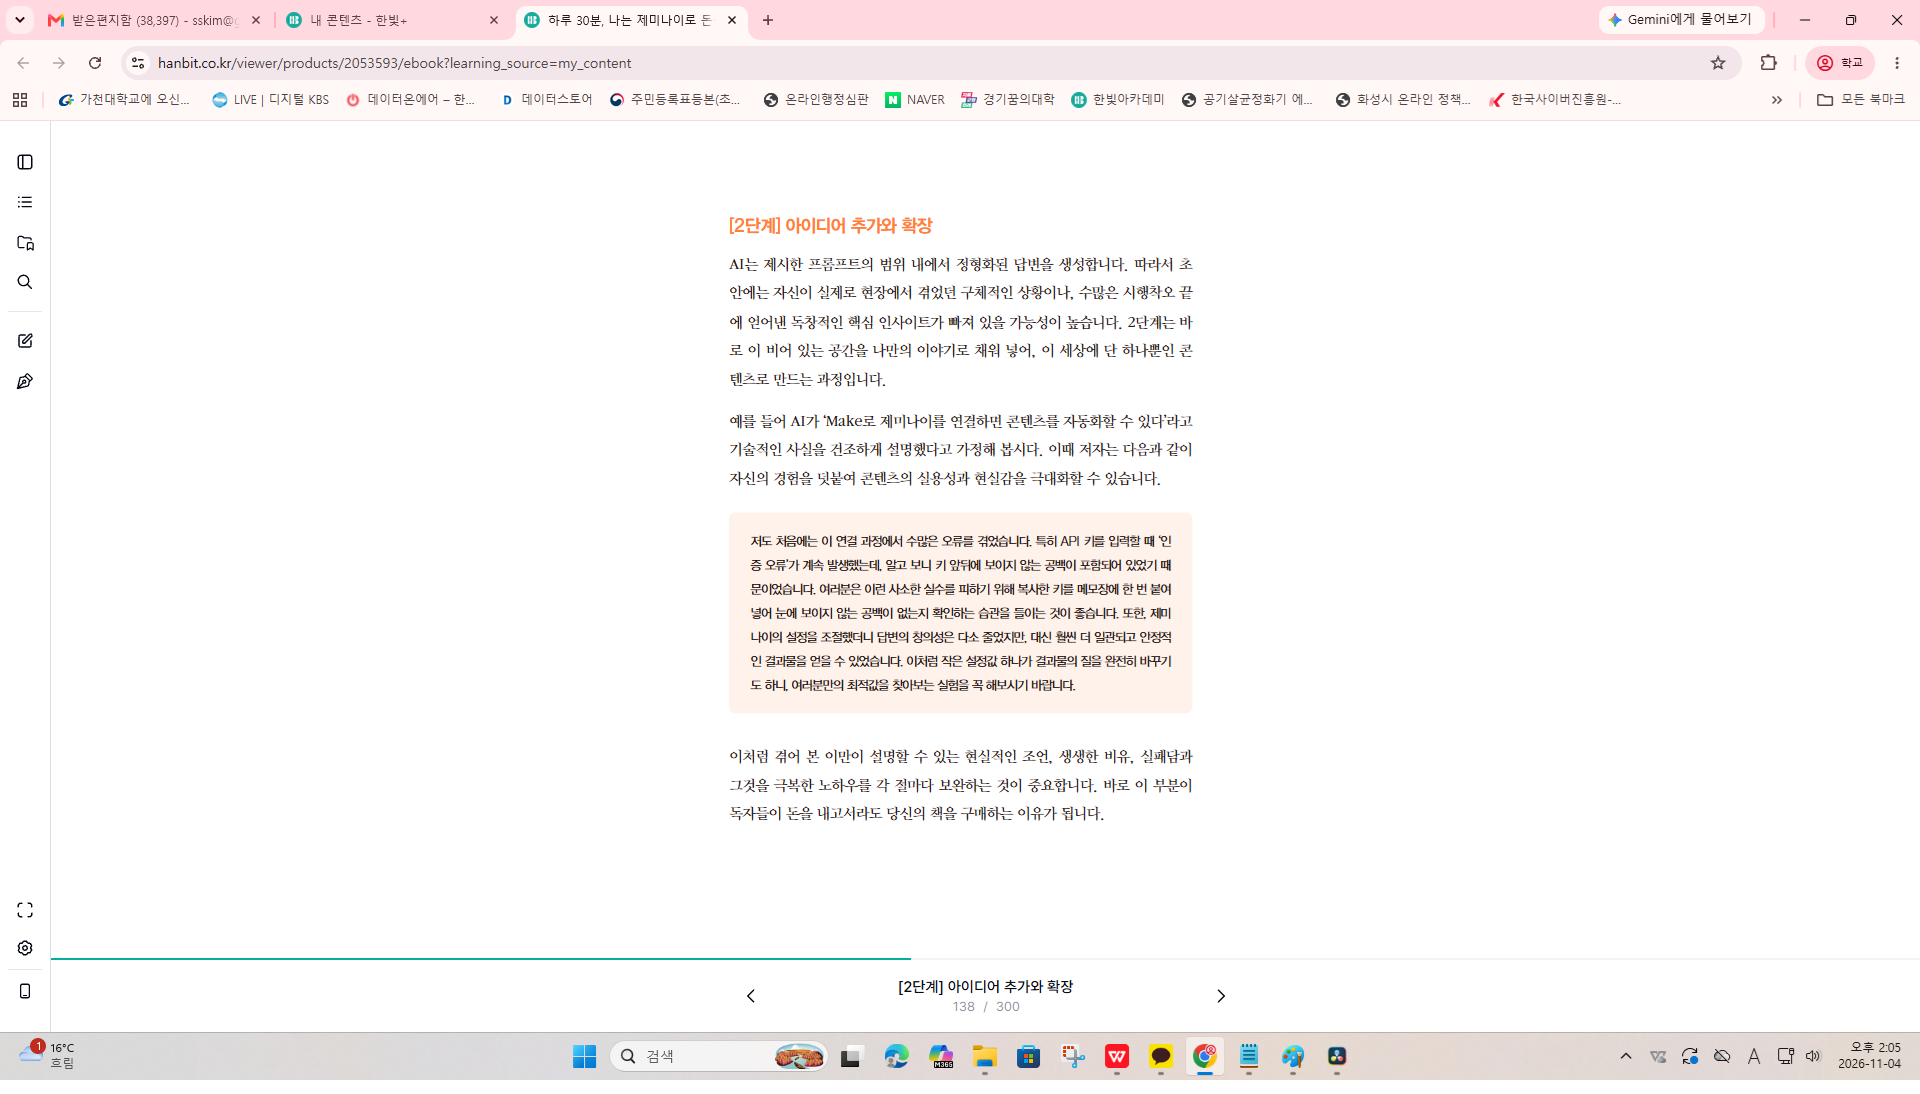 받은편지함 (38,397) - sskim@g
내 콘텐츠 - 한빛+
하루 30분, 나는 제미나이로 돈
Gemini에게 물어보기
hanbit.co.kr/viewer/products/2053593/ebook?learning_source=my_content
학교
가천대학교에 오신...
LIVE | 디지털 KBS
데이터온에어 – 한...
데이터스토어
주민등록표등본(초...
온라인행정심판
NAVER
경기꿈의대학
한빛아카데미
공기살균정화기 에...
화성시 온라인 정책...
한국사이버진흥원-...
모든 북마크
[2단계] 아이디어 추가와 확장
AI는 제시한 프롬프트의 범위 내에서 정형화된 답변을 생성합니다. 따라서 초
안에는 자신이 실제로 현장에서 겪었던 구체적인 상황이나, 수많은 시행착오 끝
에 얻어낸 독창적인 핵심 인사이트가 빠져 있을 가능성이 높습니다. 2단계는 바
로 이 비어 있는 공간을 나만의 이야기로 채워 넣어, 이 세상에 단 하나뿐인 콘
텐츠로 만드는 과정입니다.
예를 들어 AI가 ‘Make로 제미나이를 연결하면 콘텐츠를 자동화할 수 있다’라고
기술적인 사실을 건조하게 설명했다고 가정해 봅시다. 이때 저자는 다음과 같이
자신의 경험을 덧붙여 콘텐츠의 실용성과 현실감을 극대화할 수 있습니다.
저도 처음에는 이 연결 과정에서 수많은 오류를 겪었습니다. 특히 API 키를 입력할 때 ‘인
증 오류’가 계속 발생했는데, 알고 보니 키 앞뒤에 보이지 않는 공백이 포함되어 있었기 때
문이었습니다. 여러분은 이런 사소한 실수를 피하기 위해 복사한 키를 메모장에 한 번 붙여
넣어 눈에 보이지 않는 공백이 없는지 확인하는 습관을 들이는 것이 좋습니다. 또한, 제미
나이의 설정을 조절했더니 답변의 창의성은 다소 줄었지만, 대신 훨씬 더 일관되고 안정적
인 결과물을 얻을 수 있었습니다. 이처럼 작은 설정값 하나가 결과물의 질을 완전히 바꾸기
도 하니, 여러분만의 최적값을 찾아보는 실험을 꼭 해보시기 바랍니다.
이처럼 겪어 본 이만이 설명할 수 있는 현실적인 조언, 생생한 비유, 실패담과
그것을 극복한 노하우를 각 절마다 보완하는 것이 중요합니다. 바로 이 부분이
독자들이 돈을 내고서라도 당신의 책을 구매하는 이유가 됩니다.
[2단계] 아이디어 추가와 확장
138 / 300
1
16°C
흐림
검색
M365
A
오후 2:05
2026-11-04